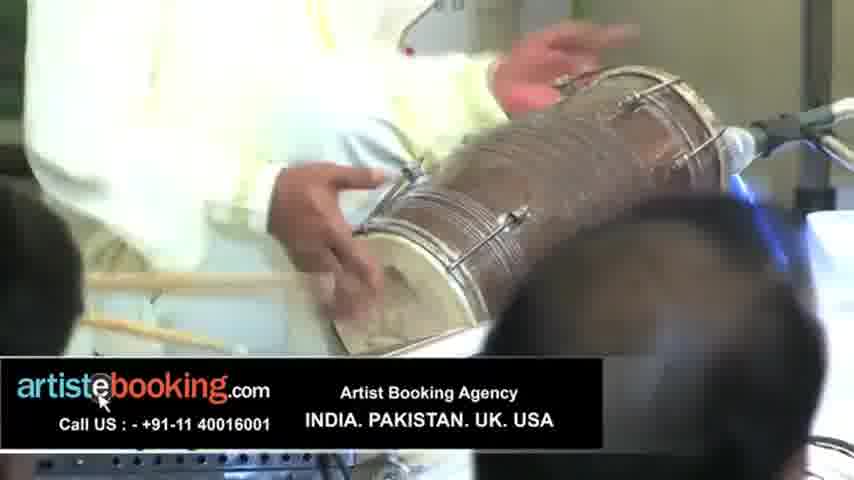 artistebooking.com
Call US : - +91-11 40016001
Artist Booking Agency
INDIA. PAKISTAN. UK. USA